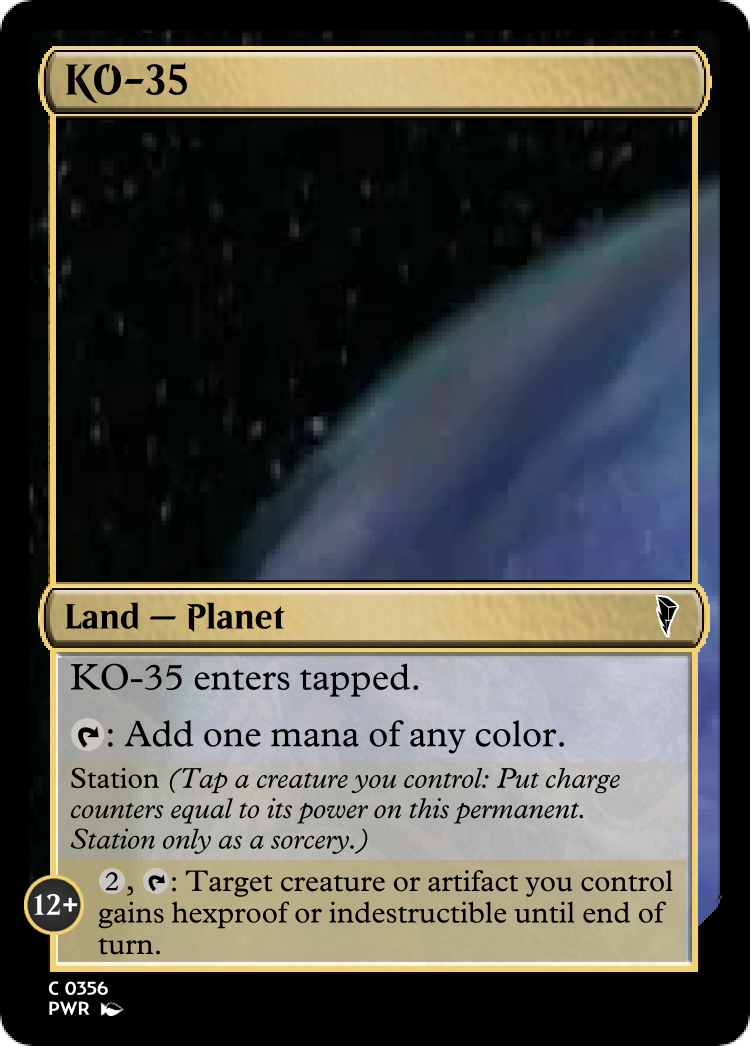 KO-35
Land — Planet
KO-35 enters tapped.
: Add one mana of any color.
Station (Tap a creature you control: Put charge
counters equal to its power on this permanent.
Station only as a sorcery.)
12+
2, : Target creature or artifact you control
gains hexproof or indestructible until end of
turn.
C 0356
PWR